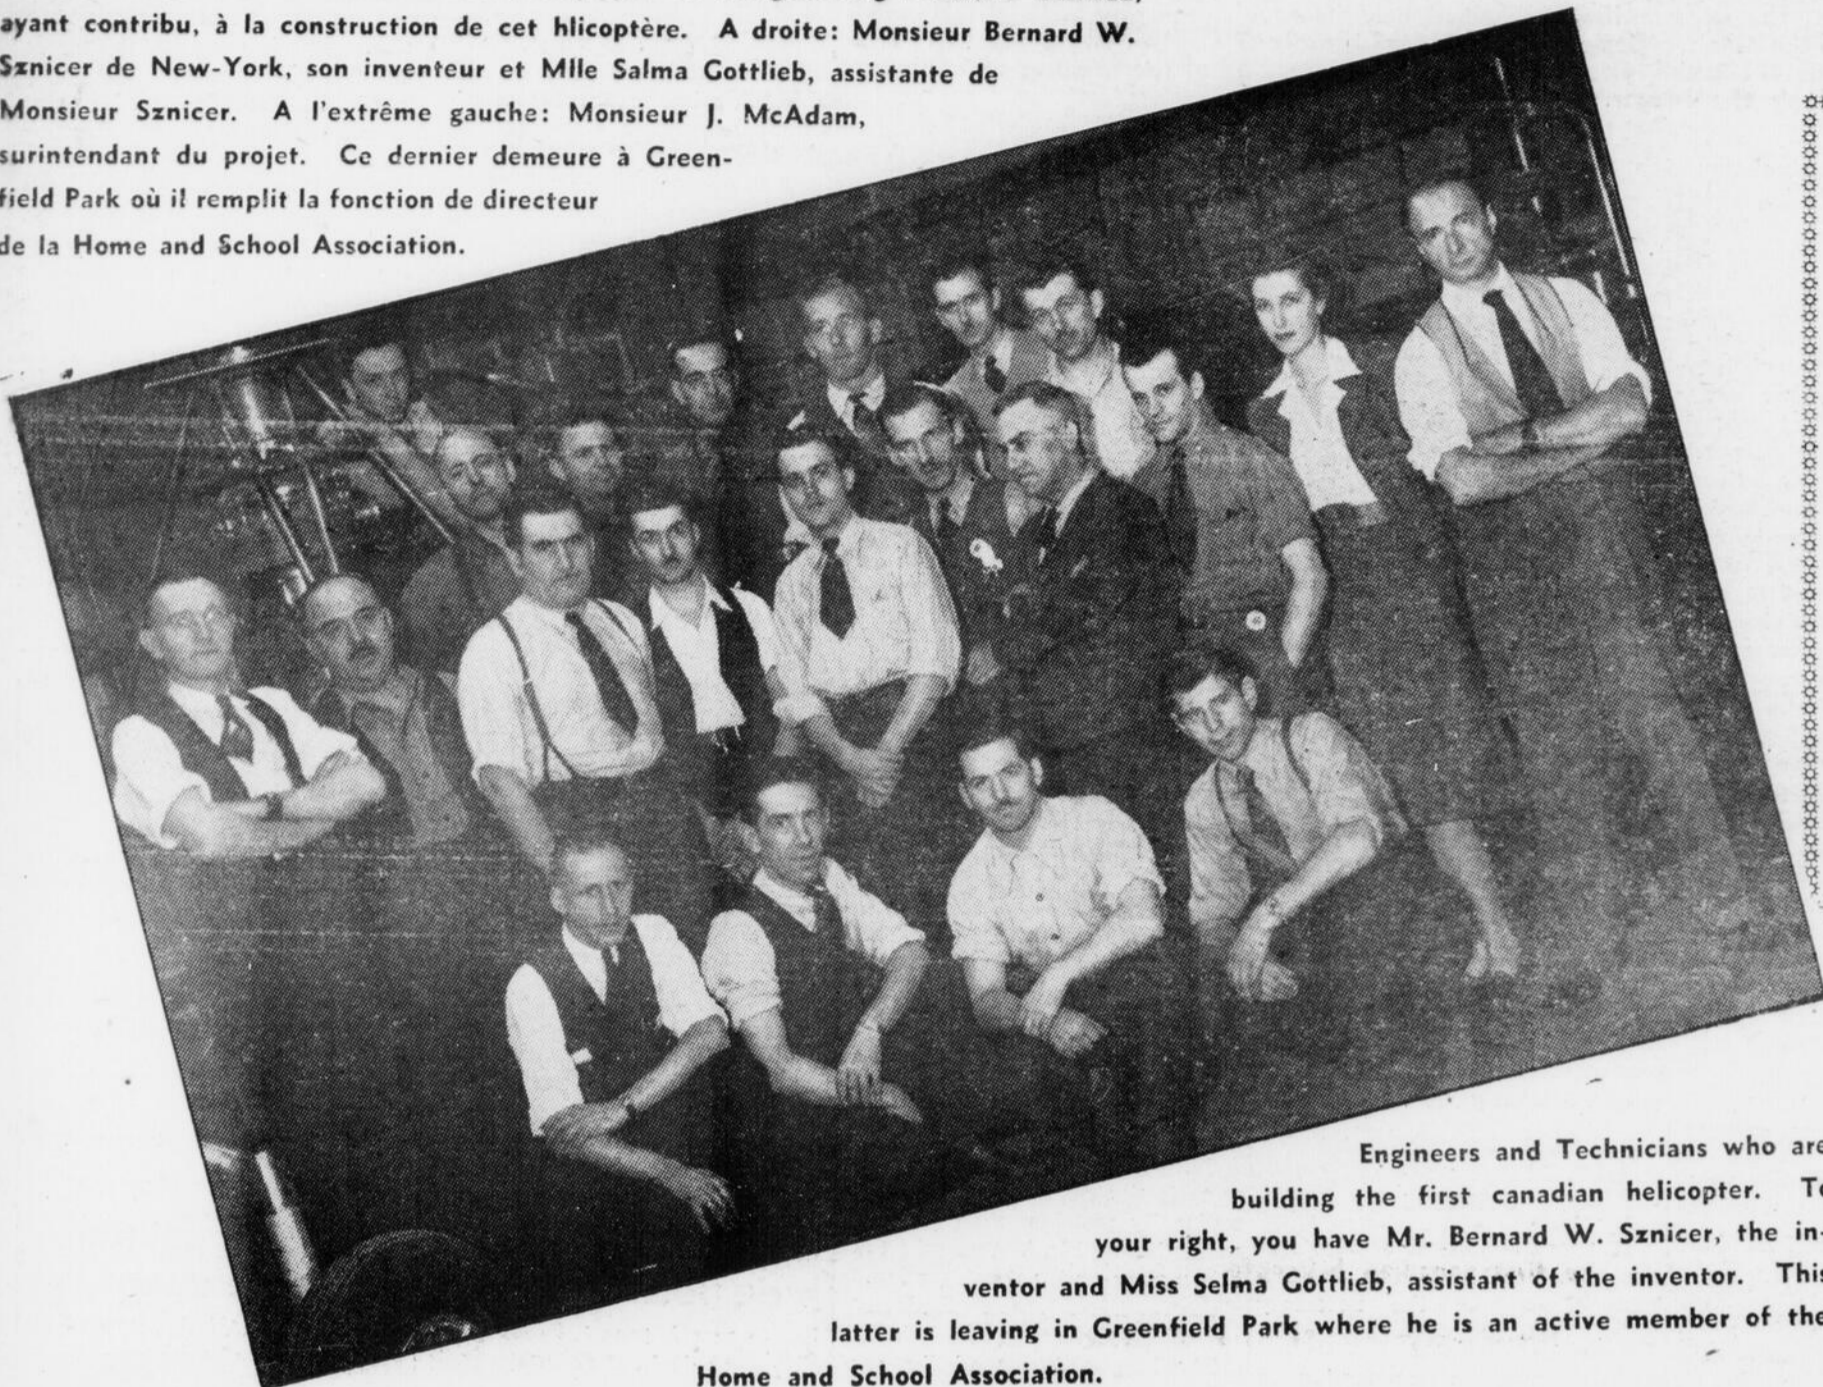 ayant contribu, à la construction de cet hlicoptère. A droite: Monsieur Bernard W.
Sznicer de New-York, son inventeur et Mlle Salma Gottlieb, assistante de
Monsieur Sznicer. A l'extrême gauche: Monsieur J. McAdam,
surintendant du projet. Ce dernier demeure à Green-
field Park où il remplit la fonction de directeur
de la Home and School Association.
Engineers and Technicians who are
building the first canadian helicopter. To
your right, you have Mr. Bernard W. Sznicer, the in-
ventor and Miss Selma Gottlieb, assistant of the inventor. This
latter is leaving in Greenfield Park where he is an active member of the
Home and School Association.